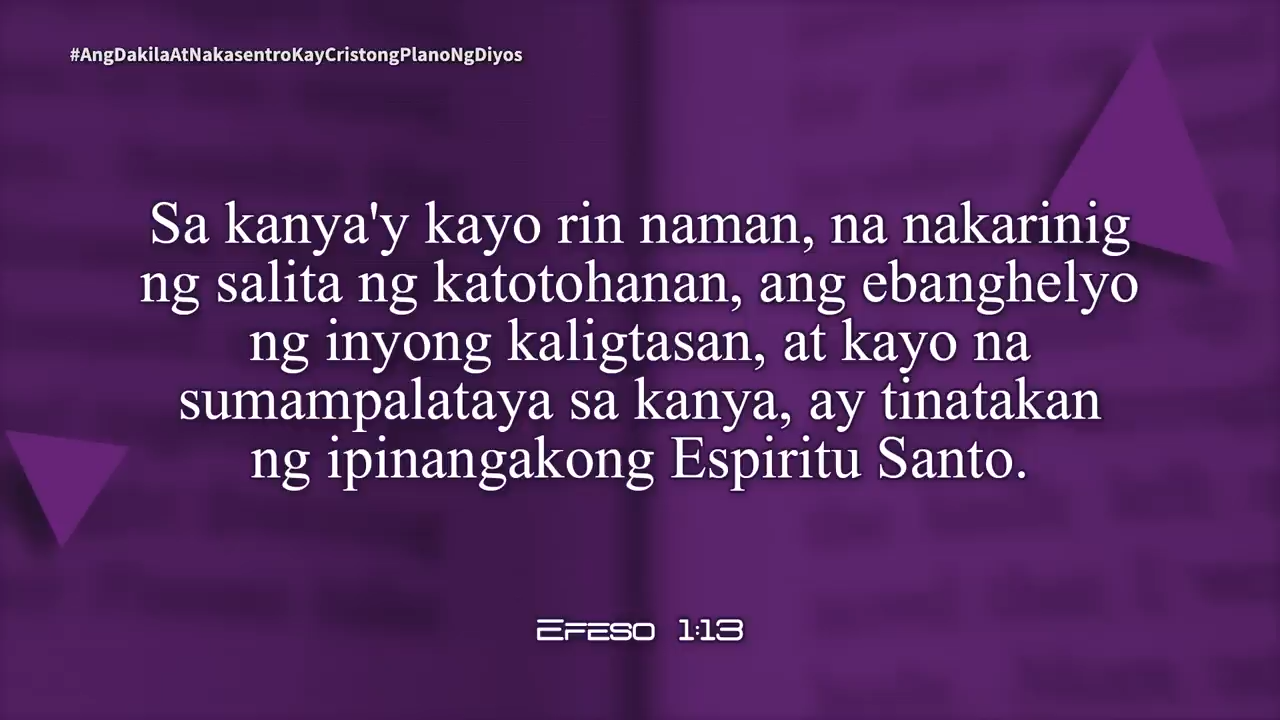 #AngDakilaAtNakasentroKayCristongPlanoNgDiyos
Sa kanya'y kayo rin naman, na nakarinig
ng salita ng katotohanan, ang ebanghelyo
ng inyong kaligtasan, at kayo na
sumampalataya sa kanya, ay tinatakan
ng ipinangakong Espiritu Santo.
Efeso 1:13